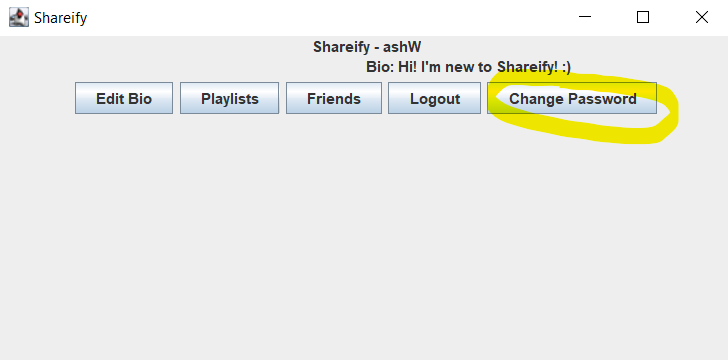 Shareify
Shareify - ashW
Bio: Hi! I'm new to Shareify! :)
Edit Bio Playlists Friends Logout Change Password